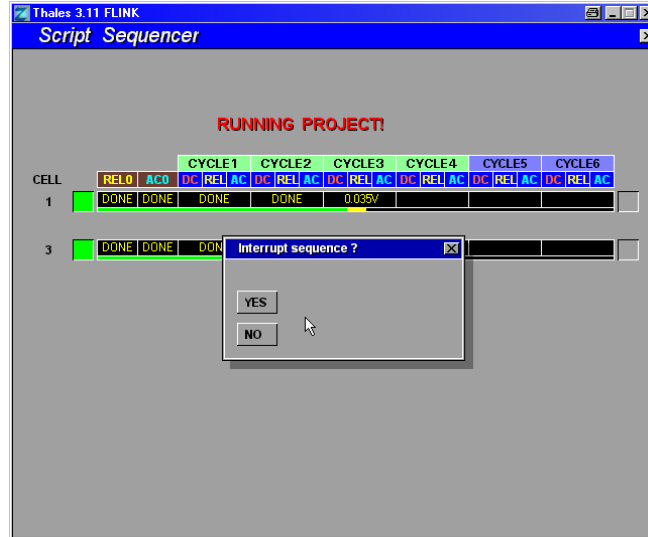 Thales 3.11 FLINK
Script Sequencer
RUNNING PROJECT!
CYCLE1 CYCLE2 CYCLE3 CYCLE4 CYCLE5 CYCLE6
CELL REL0 AC0 DC REL AC DC REL AC DC REL AC DC REL AC DC REL AC DC REL AC
1 DONE DONE DONE DONE 0.035V
3 DONE DONE
Interrupt sequence ?
YES
NO